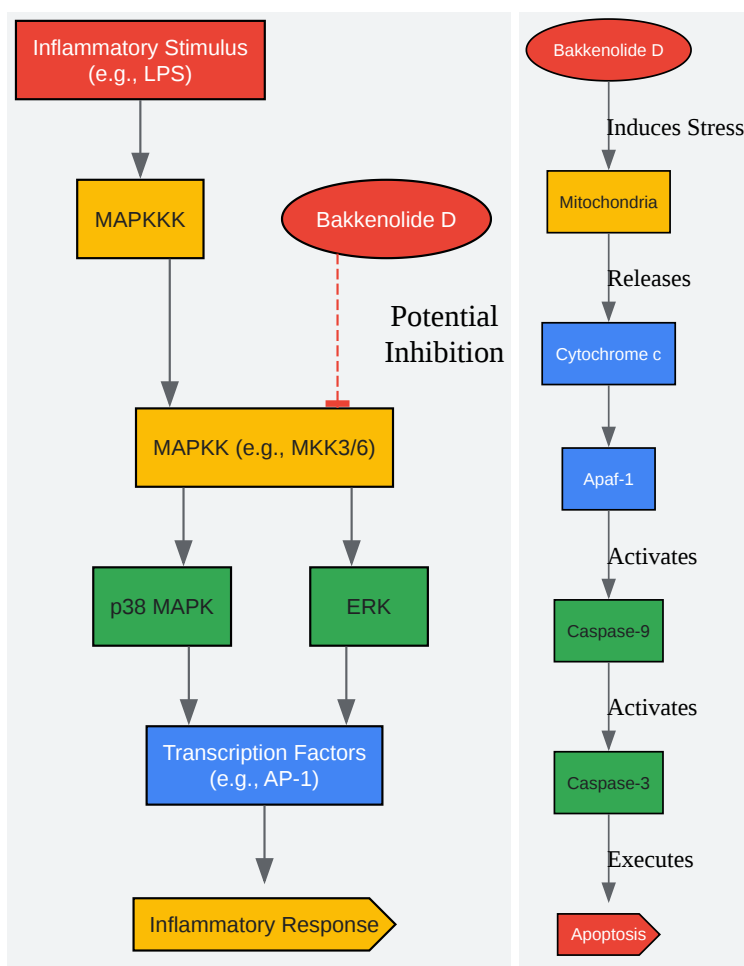 Inflammatory Stimulus
(e.g., LPS)
MAPKKK
Bakkenolide D
Potential
Inhibition
MAPKK (e.g., MKK3/6)
p38 MAPK
ERK
Transcription Factors
(e.g., AP-1)
Inflammatory Response
Bakkenolide D
Induces Stress
Mitochondria
Releases
Cytochrome c
Apaf-1
Activates
Caspase-9
Activates
Caspase-3
Executes
Apoptosis